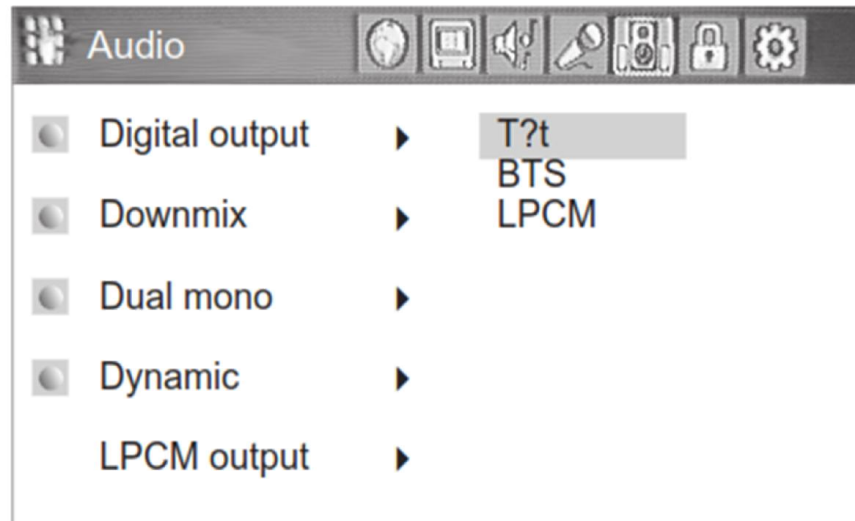 Audio
Digital output
T?t
BTS
LPCM
Downmix
Dual mono
Dynamic
LPCM output